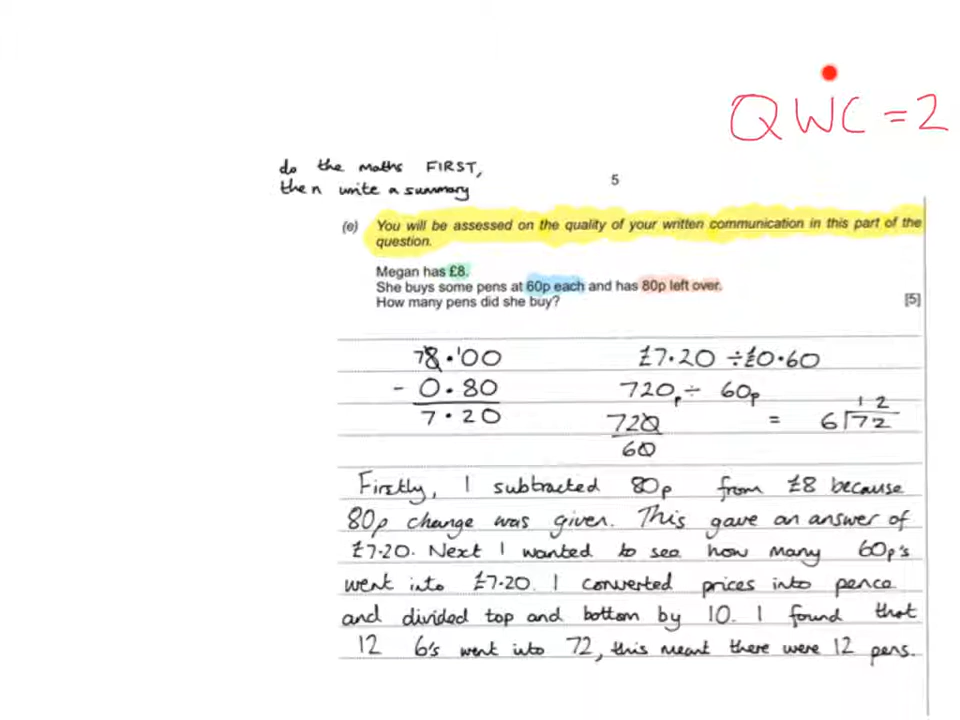 QWC = 2
do the maths FIRST,
then write a summary
5
(e) You will be assessed on the quality of your written communication in this part of the
question.
Megan has £8.
She buys some pens at 60p each and has 80p left over.
How many pens did she buy?
[5]
78.100
- 0.80
7.20
£7.20 ÷ £0.60
720p ÷ 60p
720
60
=
12
6)72
Firstly, I subtracted 80p from £8 because
80p change was given. This gave an answer of
£7.20. Next I wanted to see how many 60p's
went into £7.20. I converted prices into pence
and divided top and bottom by 10. I found that
12 6's went into 72, this meant there were 12 pens.